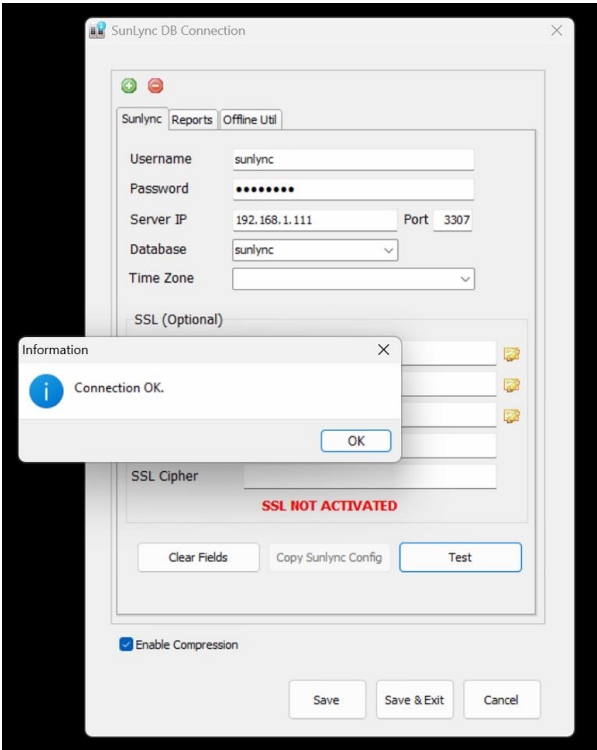 SunLync DB Connection
Sunlync Reports Offline Util
Username sunlync
Password ••••••••
Server IP 192.168.1.111 Port 3307
Database sunlync
Time Zone
SSL (Optional)
Information
Connection OK.
OK
SSL Cipher
SSL NOT ACTIVATED
Clear Fields Copy Sunlync Config Test
Enable Compression
Save Save & Exit Cancel